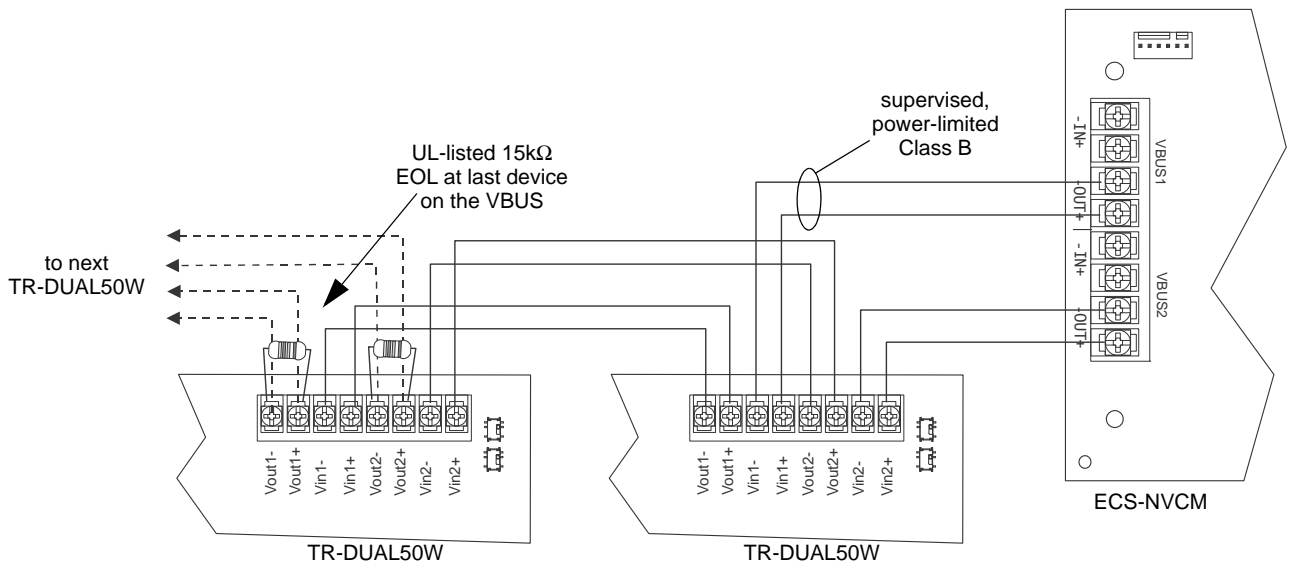 supervised,
power-limited
Class B
UL-listed 15kΩ
EOL at last device
on the VBUS
to next
TR-DUAL50W
- IN+
-OUT+
- IN+
-OUT+
VBUS1
VBUS2
ECS-NVCM
Vout1-
Vout1+
Vin1-
Vin1+
Vout2-
Vout2+
Vin2-
Vin2+
TR-DUAL50W
Vout1-
Vout1+
Vin1-
Vin1+
Vout2-
Vout2+
Vin2-
Vin2+
TR-DUAL50W